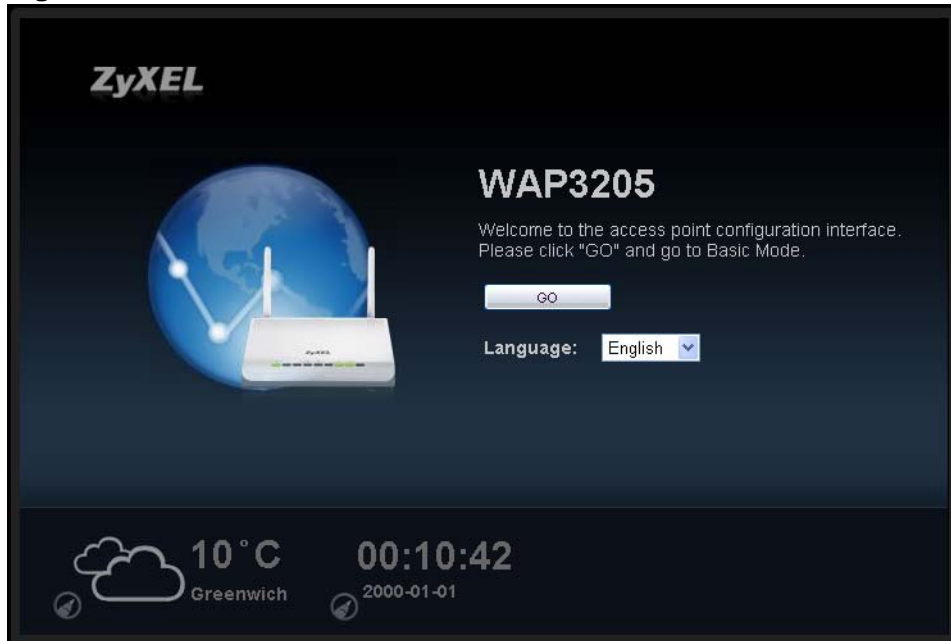 ZyXEL
WAP3205
Welcome to the access point configuration interface.
Please click "GO" and go to Basic Mode.
GO
Language: English
ZyXEL
10°C
Greenwich
00:10:42
2000-01-01